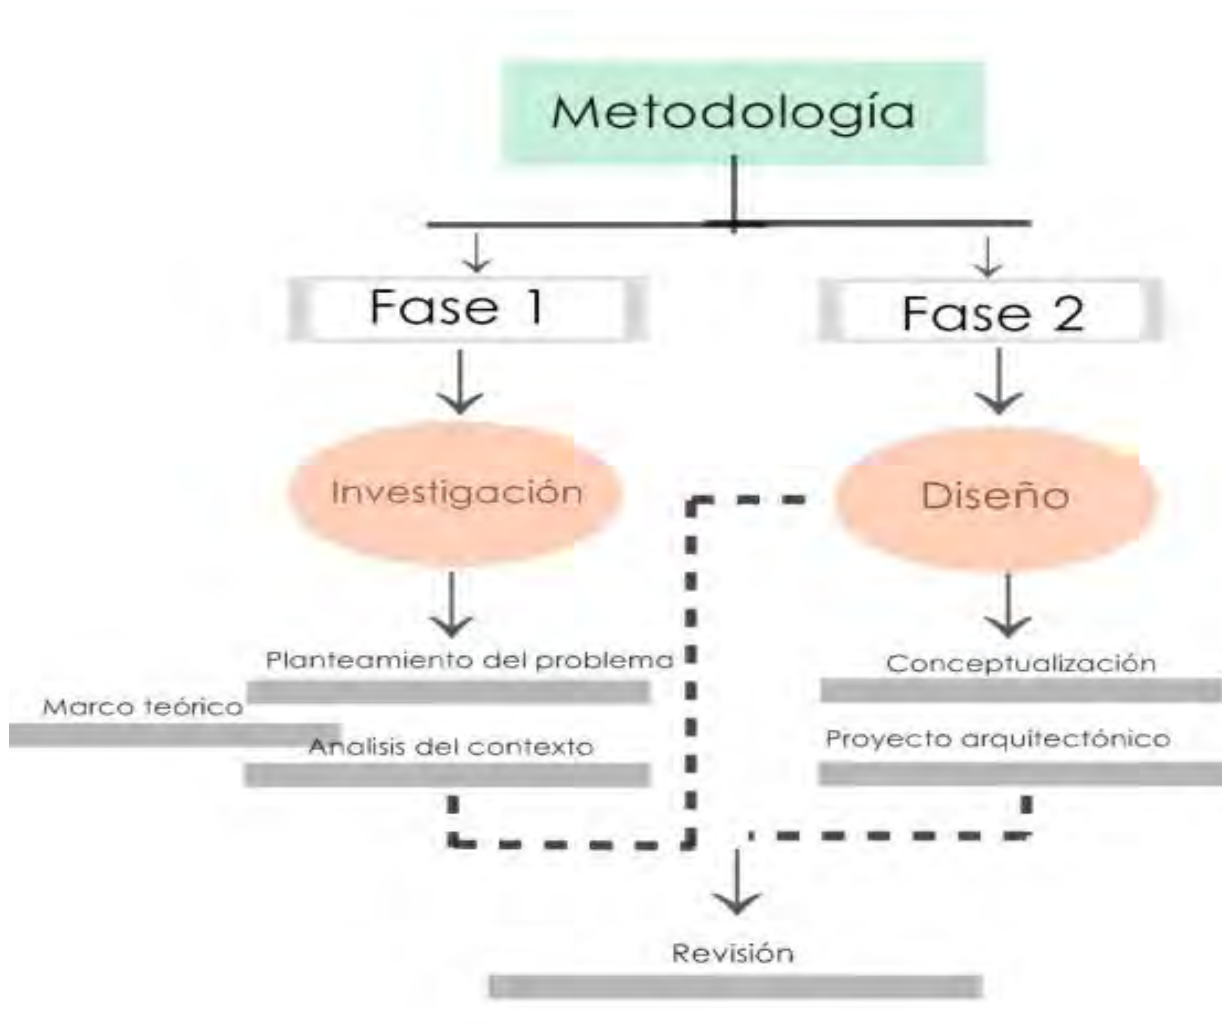 Metodología
Fase 1
Fase 2
Investigación
Diseño
Planteamiento del problema
Conceptualización
Marco teórico
Analisis del contexto
Proyecto arquitectónico
Revisión